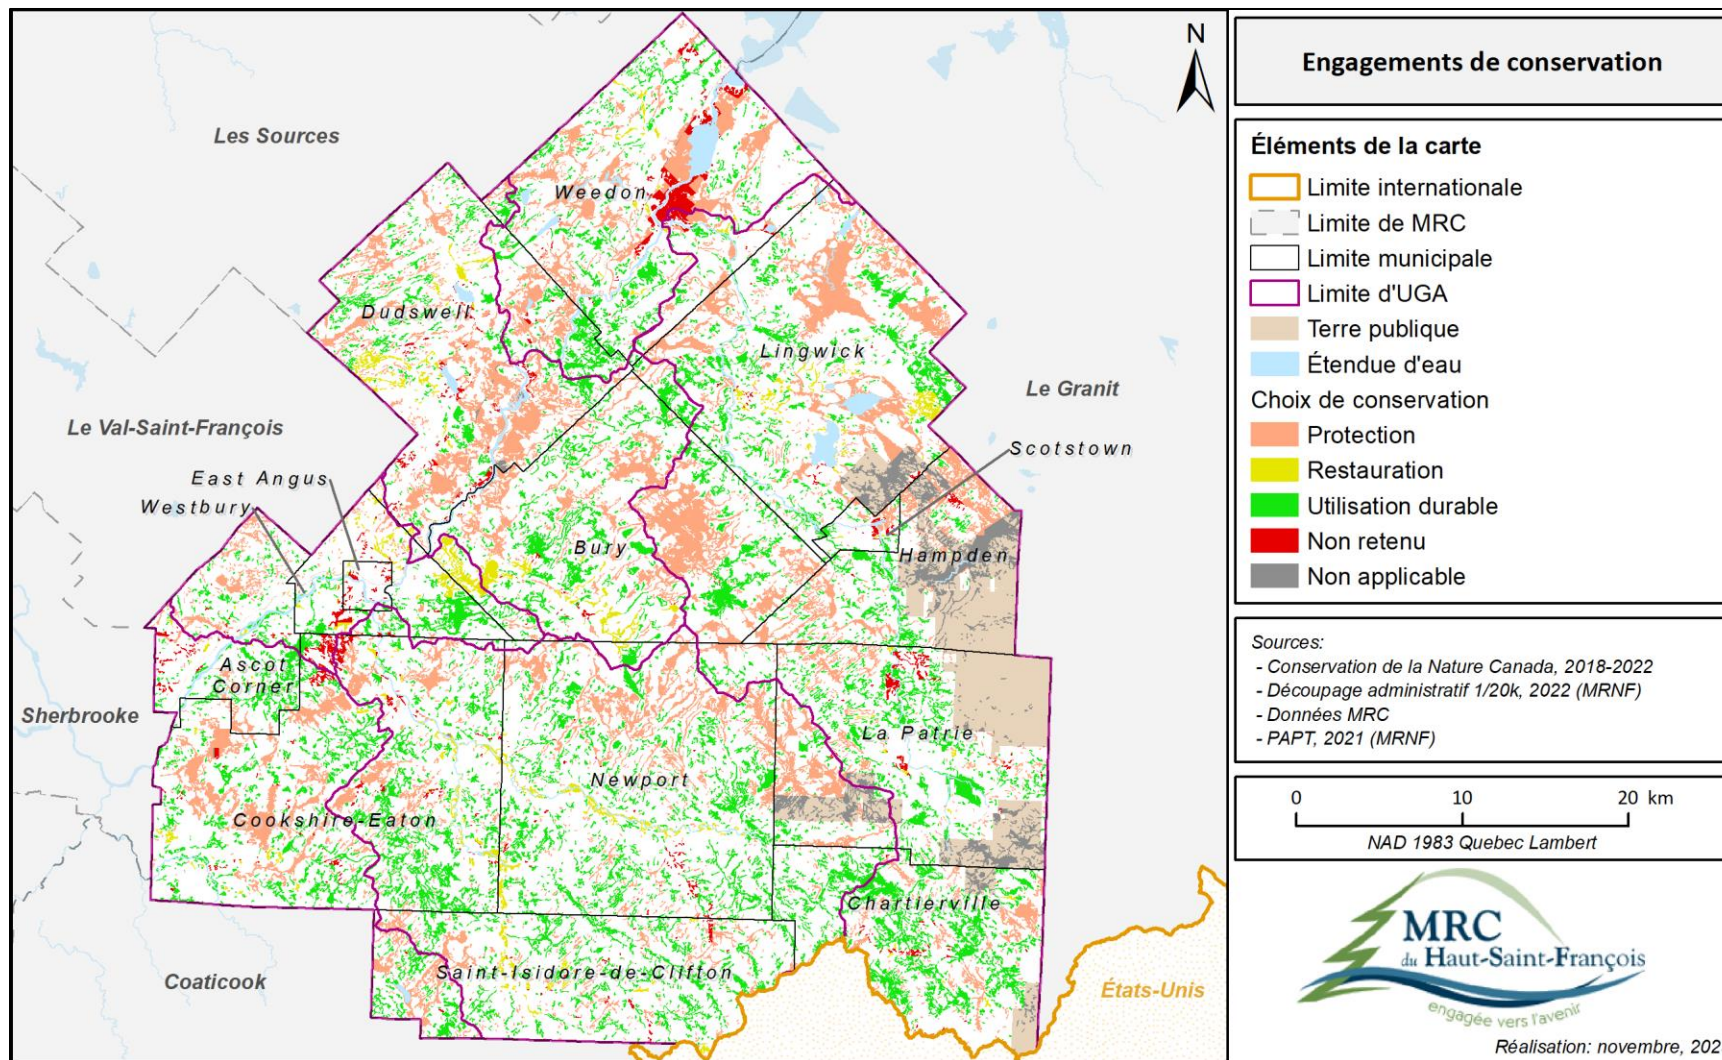 N
Les Sources
Weedon
Dudswell
Lingwick
Le Granit
Le Val-Saint-François
Scotstown
East Angus
Westbury
Bury
Hampden
Ascot
Corner
Sherbrooke
La Patrie
Newport
Cookshire-Eaton
Chartierville
Saint-Isidore-de-Clifton
Coaticook
États-Unis
Engagements de conservation
Éléments de la carte
Limite internationale
Limite de MRC
Limite municipale
Limite d'UGA
Terre publique
Étendue d'eau
Choix de conservation
Protection
Restauration
Utilisation durable
Non retenu
Non applicable
Sources:
- Conservation de la Nature Canada, 2018-2022
- Découpage administratif 1/20k, 2022 (MRNF)
- Données MRC
- PAPT, 2021 (MRNF)
0 10 20 km
NAD 1983 Quebec Lambert
MRC
du Haut-Saint-François
engagée vers l'avenir
Réalisation: novembre, 202